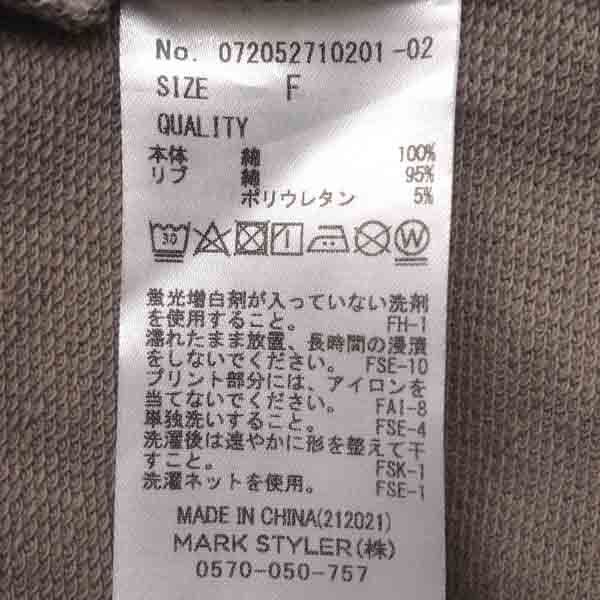 No. 072052710201-02
SIZE F
QUALITY
本体 綿 100%
リブ 綿 95%
ポリウレタン 5%
30 W
蛍光増白剤が入っていない洗剤
を使用すること。 FH-1
濡れたまま放置、長時間の浸漬
をしないでください。 FSE-10
プリント部分には、アイロンを
当てないでください。 FAI-8
単独洗いすること。 FSE-4
洗濯後は速やかに形を整えて干
すこと。 FSK-1
洗濯ネットを使用。 FSE-1
MADE IN CHINA(212021)
MARK STYLER(株)
0570-050-757